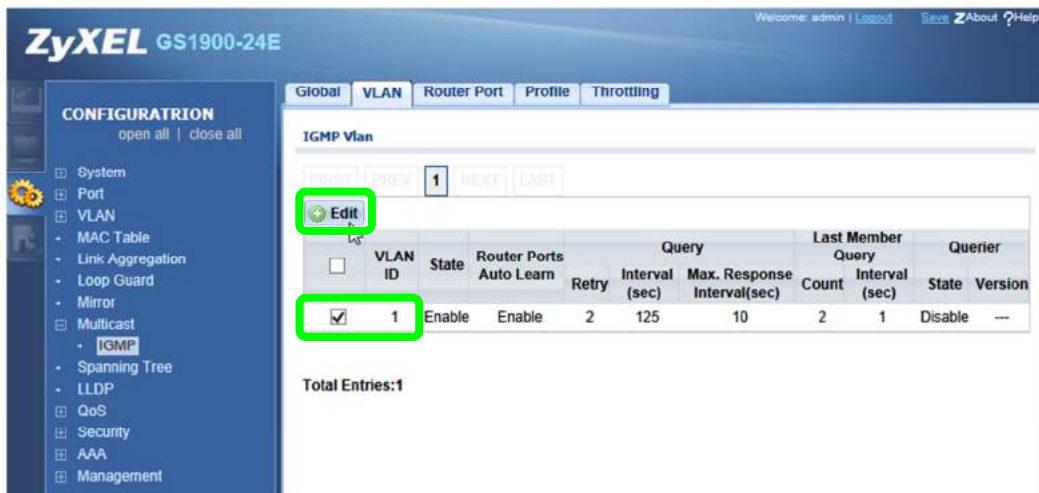 Welcome: admin | Logout Save ZAbout ?Help
ZyXEL GS1900-24E
Global VLAN Router Port Profile Throttling
CONFIGURATRION
open all | close all
IGMP Vlan
System
FIRST PREV 1 NEXT LAST
Port
Edit
VLAN
MAC Table
Link Aggregation
Loop Guard
Mirror
Multicast
IGMP
Spanning Tree
LLDP
QoS
Security
AAA
Management
VLAN ID State Router Ports Auto Learn Query Last Member Query Querier
Retry Interval (sec) Max. Response Interval(sec) Count Interval (sec) State Version
1 Enable Enable 2 125 10 2 1 Disable ---
Total Entries:1